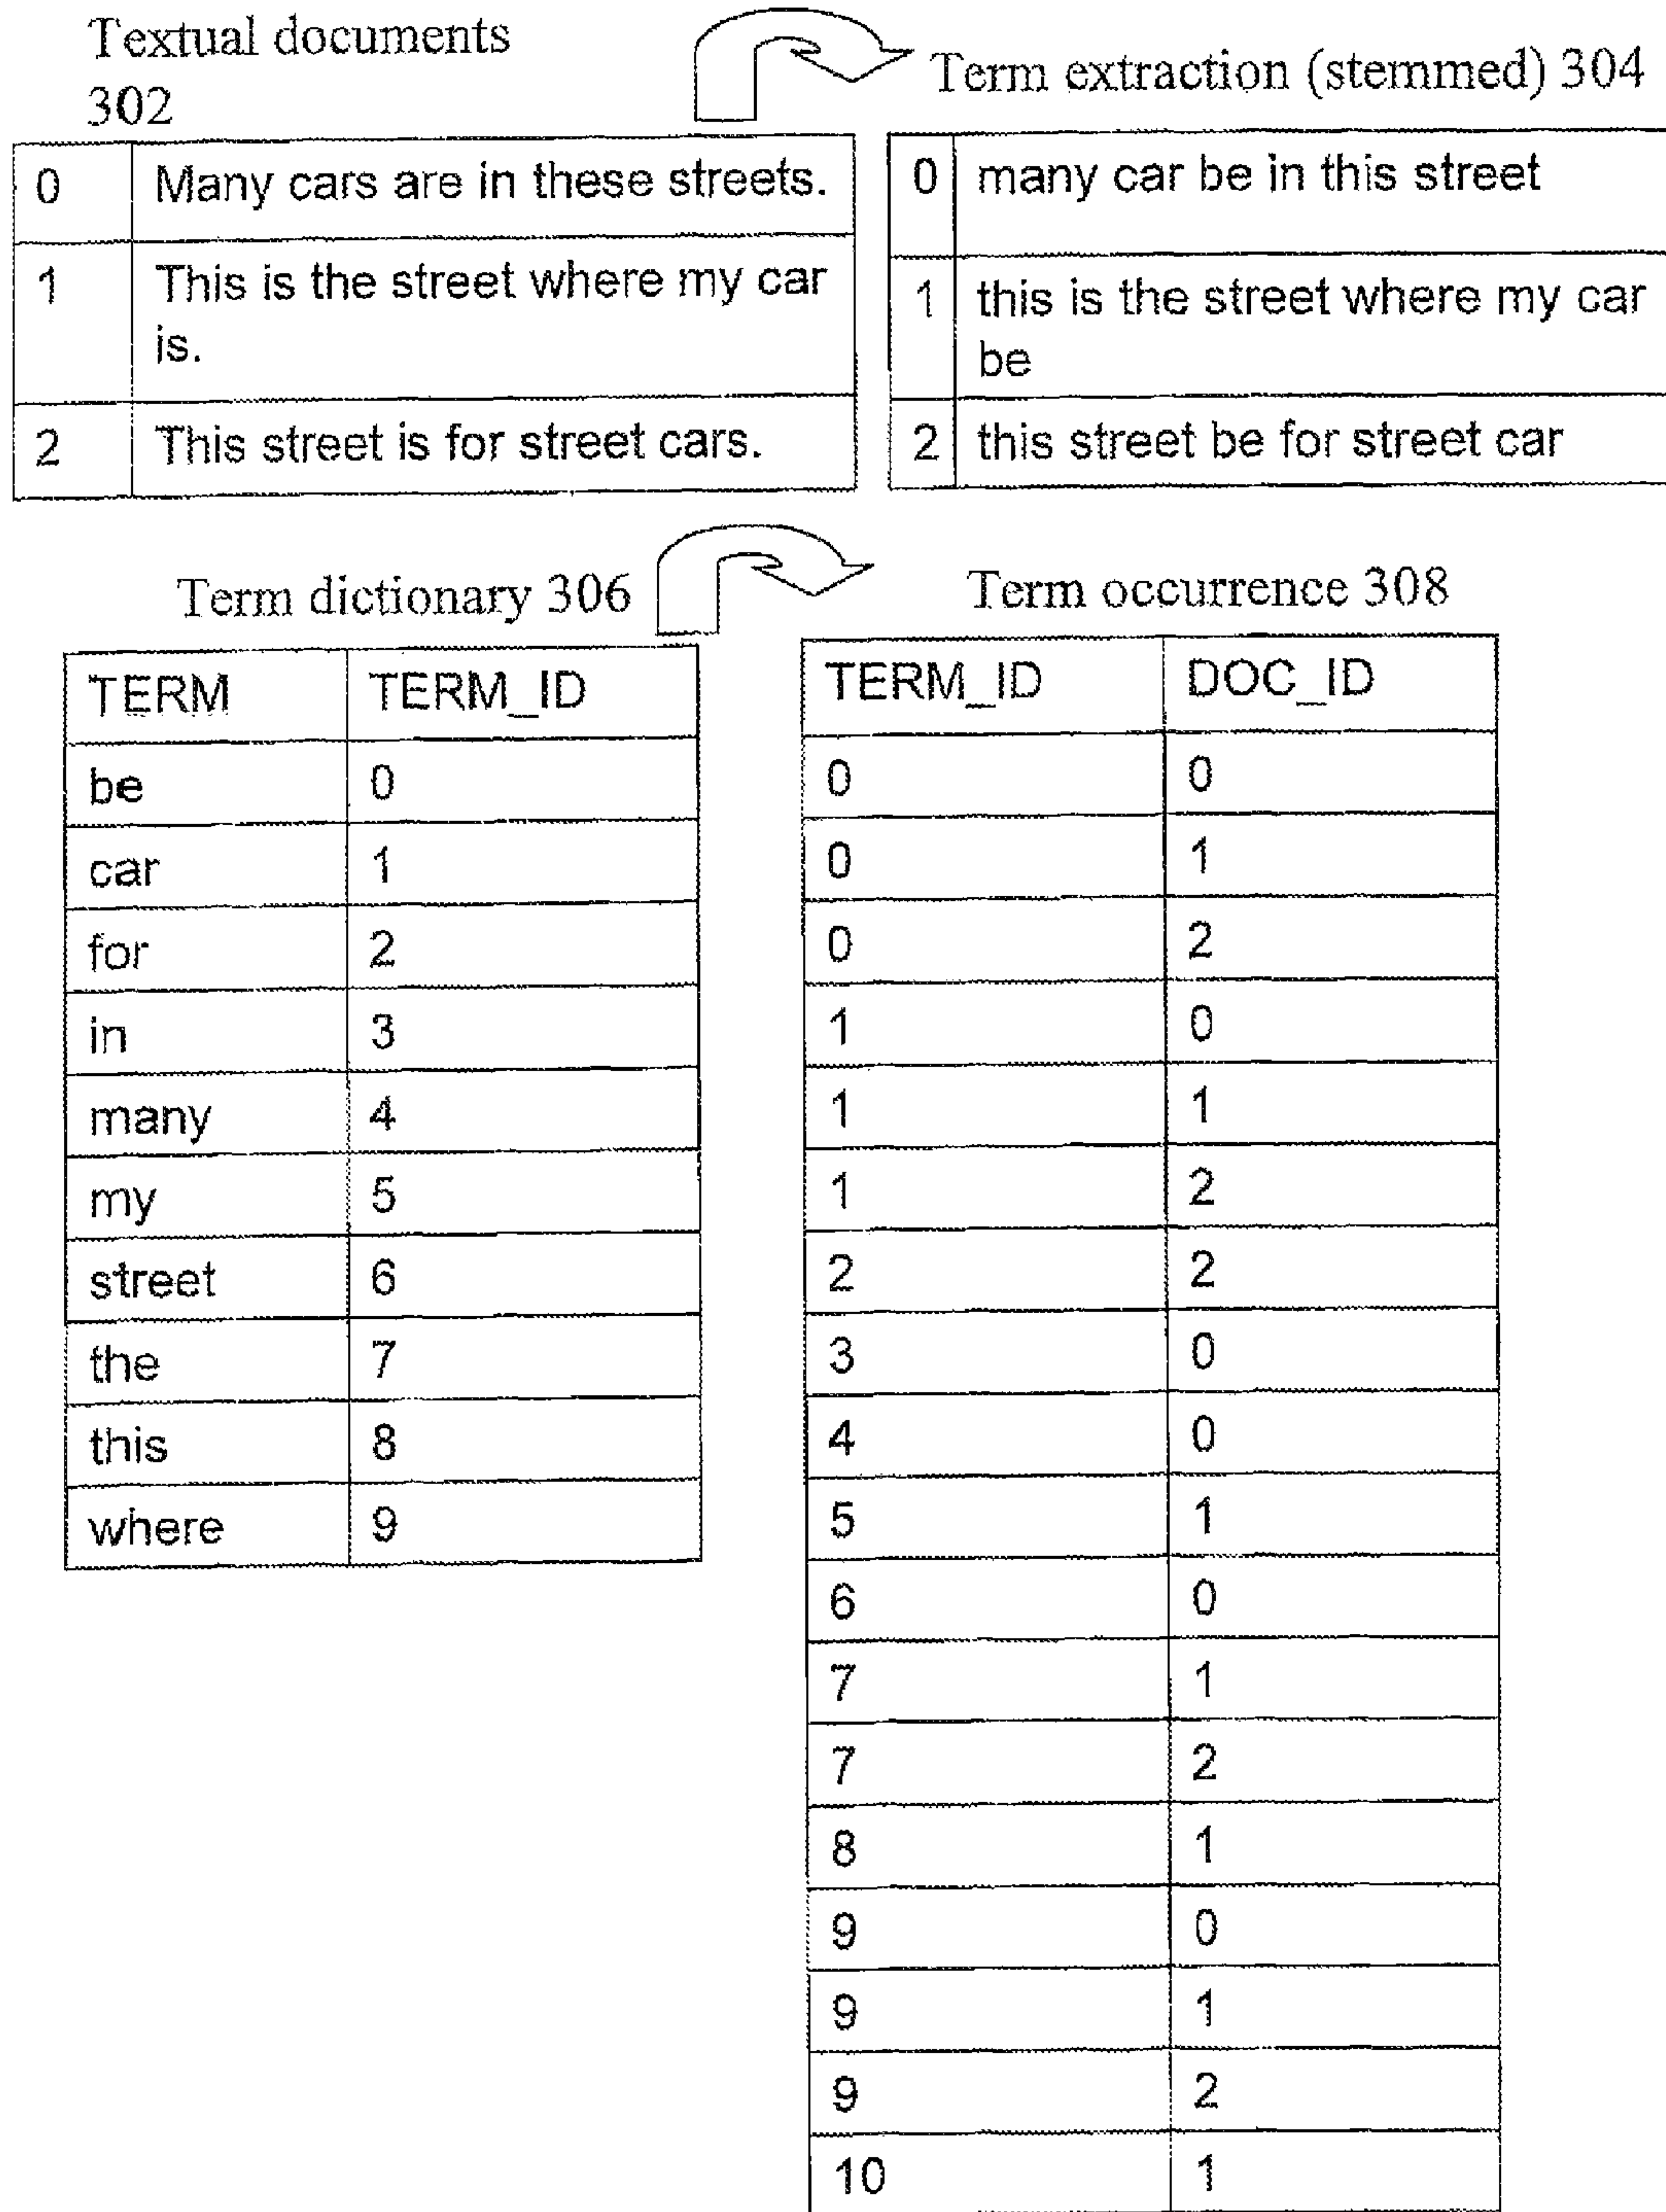 Textual documents
302
Term extraction (stemmed) 304
0 Many cars are in these streets.
1 This is the street where my car
is.
2 This street is for street cars.
0 many car be in this street
1 this is the street where my car
be
2 this street be for street car
Term dictionary 306
TERM TERM_ID
be 0
car 1
for 2
in 3
many 4
my 5
street 6
the 7
this 8
where 9
Term occurrence 308
TERM_ID DOC_ID
0 0
0 1
0 2
1 0
1 1
1 2
2 2
3 0
4 0
5 1
6 0
7 1
7 2
8 1
9 0
9 1
9 2
10 1